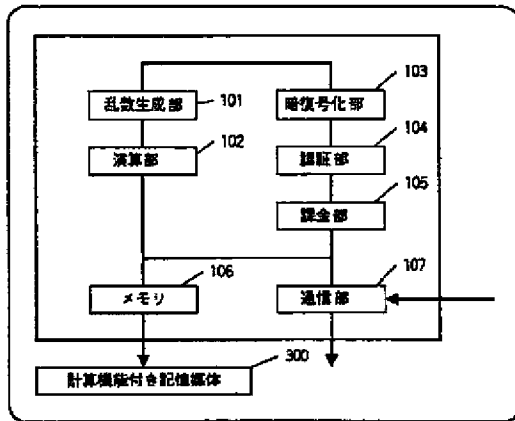 乱数生成部
101
暗復号化部
103
演算部
102
認証部
104
課金部
105
メモリ
106
通信部
107
計算機能付き記憶媒体
300